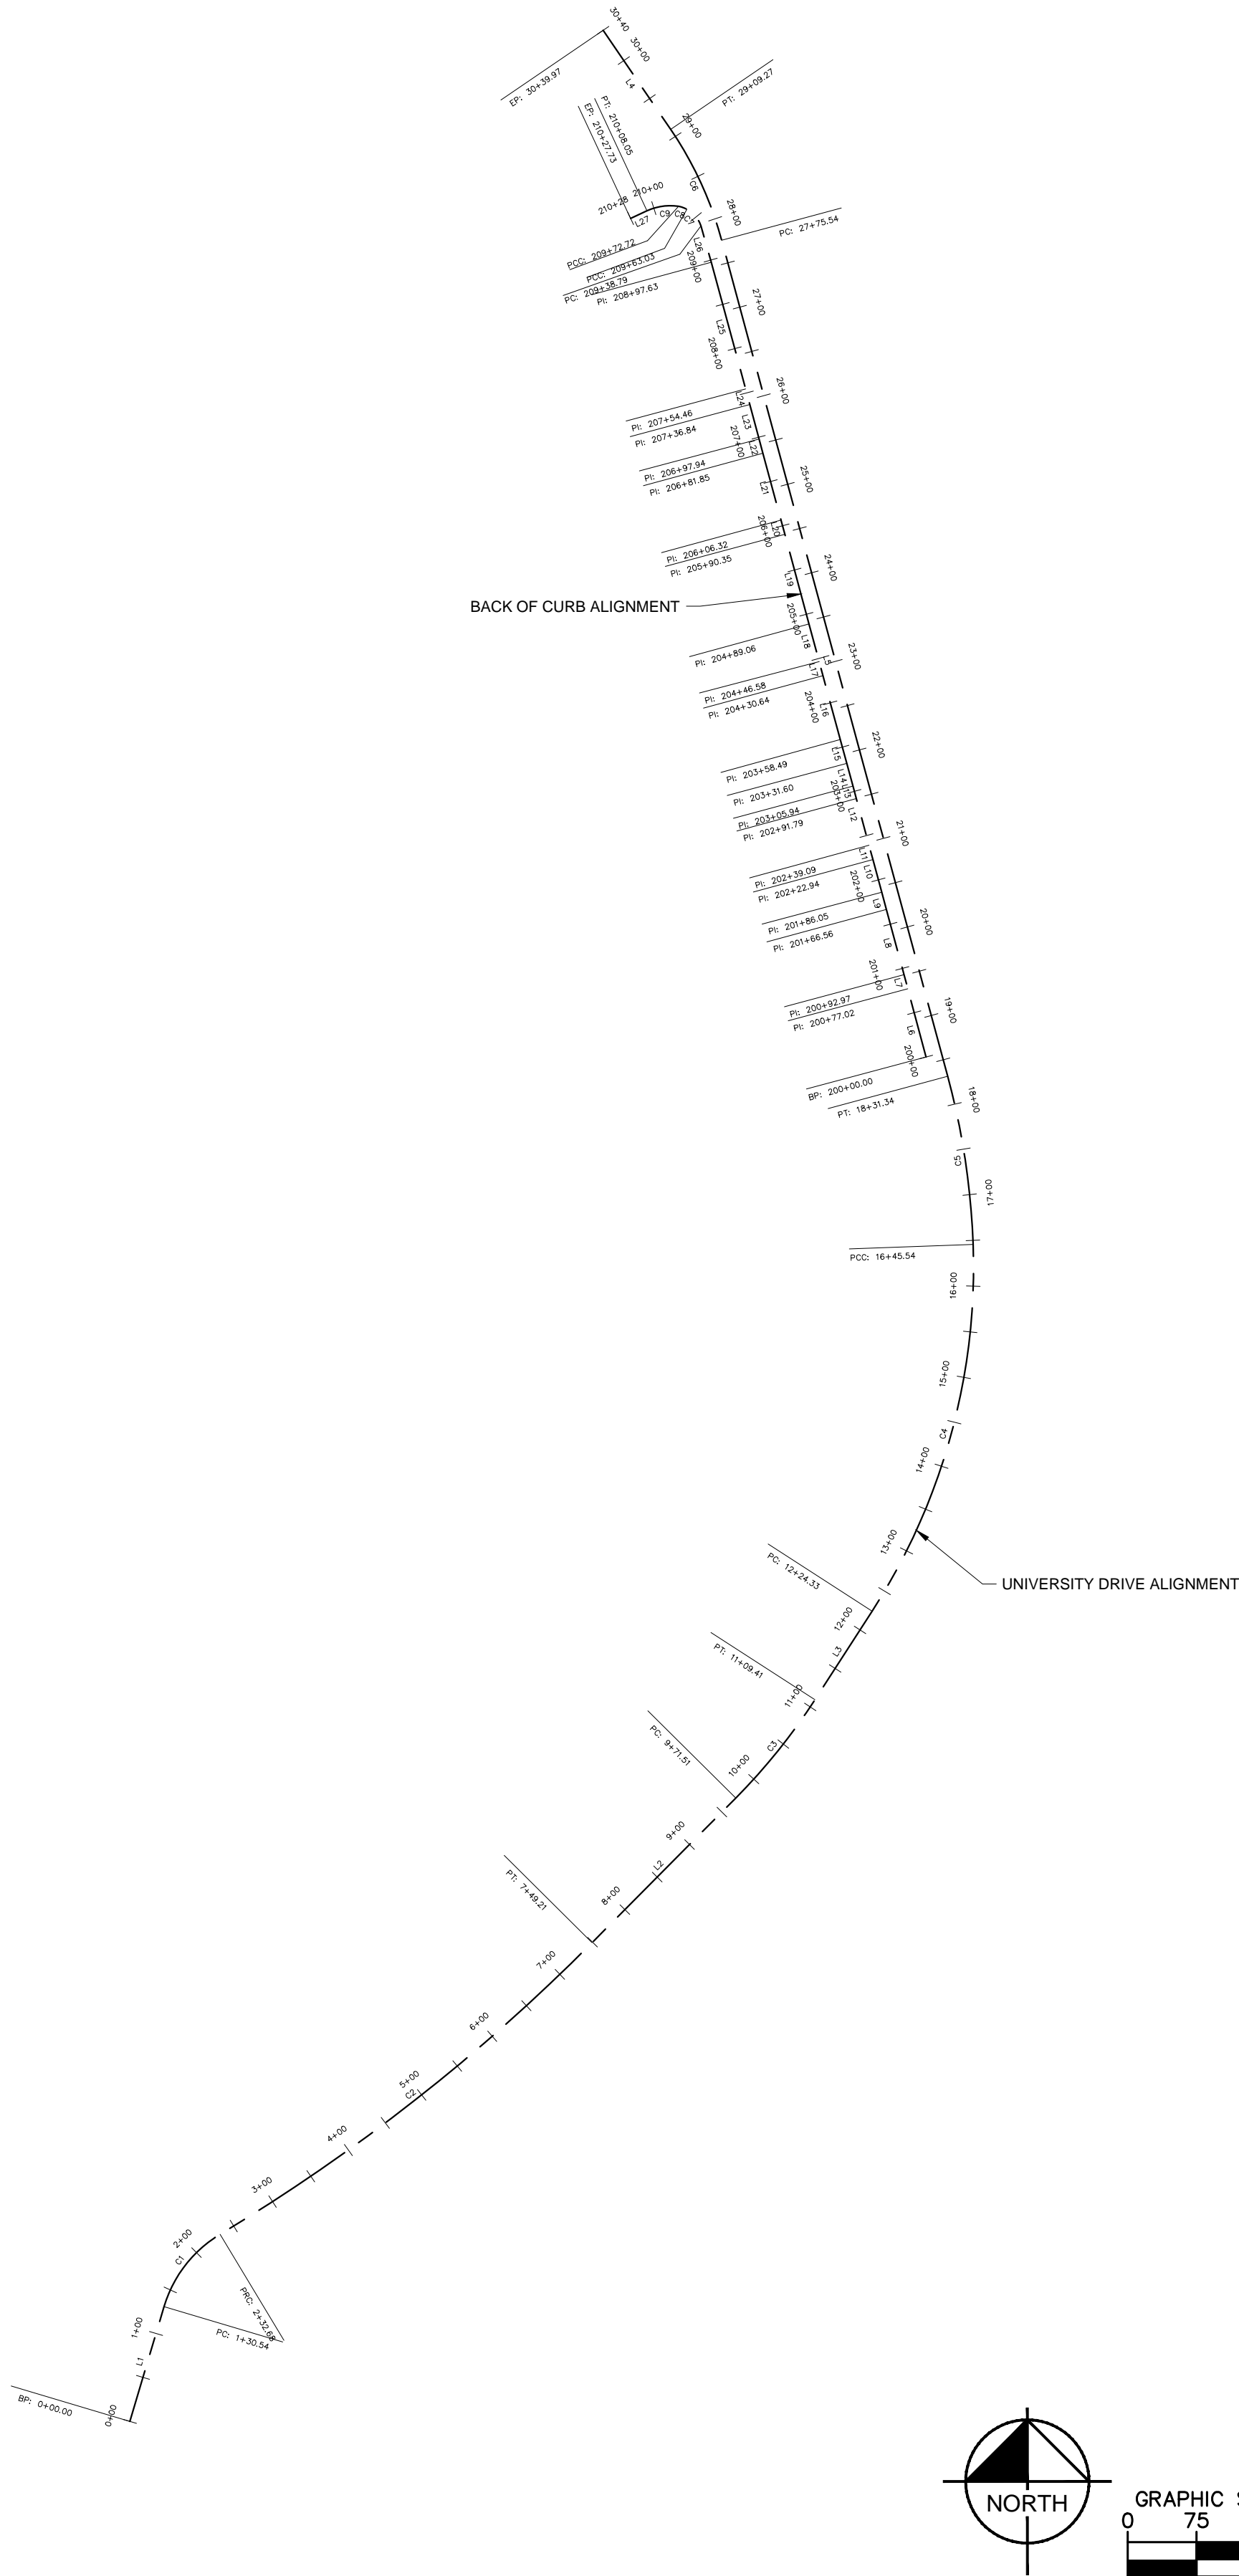 30+40
30+00
L4
EP: 30+39.97
PT: 29+09.27
29+00
PT: 210+08.05
EP: 210+27.73
C6
210+28
210+00
L27
C9
C8
C7
28+00
PC: 27+75.54
L26
209+00
PCC: 209+72.72
PCC: 209+63.03
PC: 209+38.79
PI: 208+97.63
27+00
L25
208+00
26+00
L24
PI: 207+54.46
PI: 207+36.84
L23
207+00
L22
PI: 206+97.94
PI: 206+81.85
25+00
L21
206+00
L20
PI: 206+06.32
PI: 205+90.35
24+00
L19
BACK OF CURB ALIGNMENT
205+00
L18
PI: 204+89.06
23+00
L5
L17
PI: 204+46.58
PI: 204+30.64
204+00
L16
22+00
L15
PI: 203+58.49
L14
PI: 203+31.60
L13
203+00
L12
PI: 203+05.94
PI: 202+91.79
21+00
L11
L10
PI: 202+39.09
PI: 202+22.94
202+00
L9
PI: 201+86.05
PI: 201+66.56
20+00
L8
201+00
L7
PI: 200+92.97
PI: 200+77.02
19+00
L6
200+00
BP: 200+00.00
PT: 18+31.34
18+00
C5
17+00
PCC: 16+45.54
16+00
15+00
C4
14+00
13+00
PC: 12+24.33
UNIVERSITY DRIVE ALIGNMENT
12+00
L3
PT: 11+09.41
11+00
PC: 9+71.51
C3
10+00
9+00
L2
PT: 7+49.21
8+00
7+00
6+00
5+00
C2
4+00
3+00
2+00
C1
PRC: 2+32.68
PC: 1+30.54
1+00
L1
BP: 0+00.00
0+00
NORTH
GRAPHIC
0 75